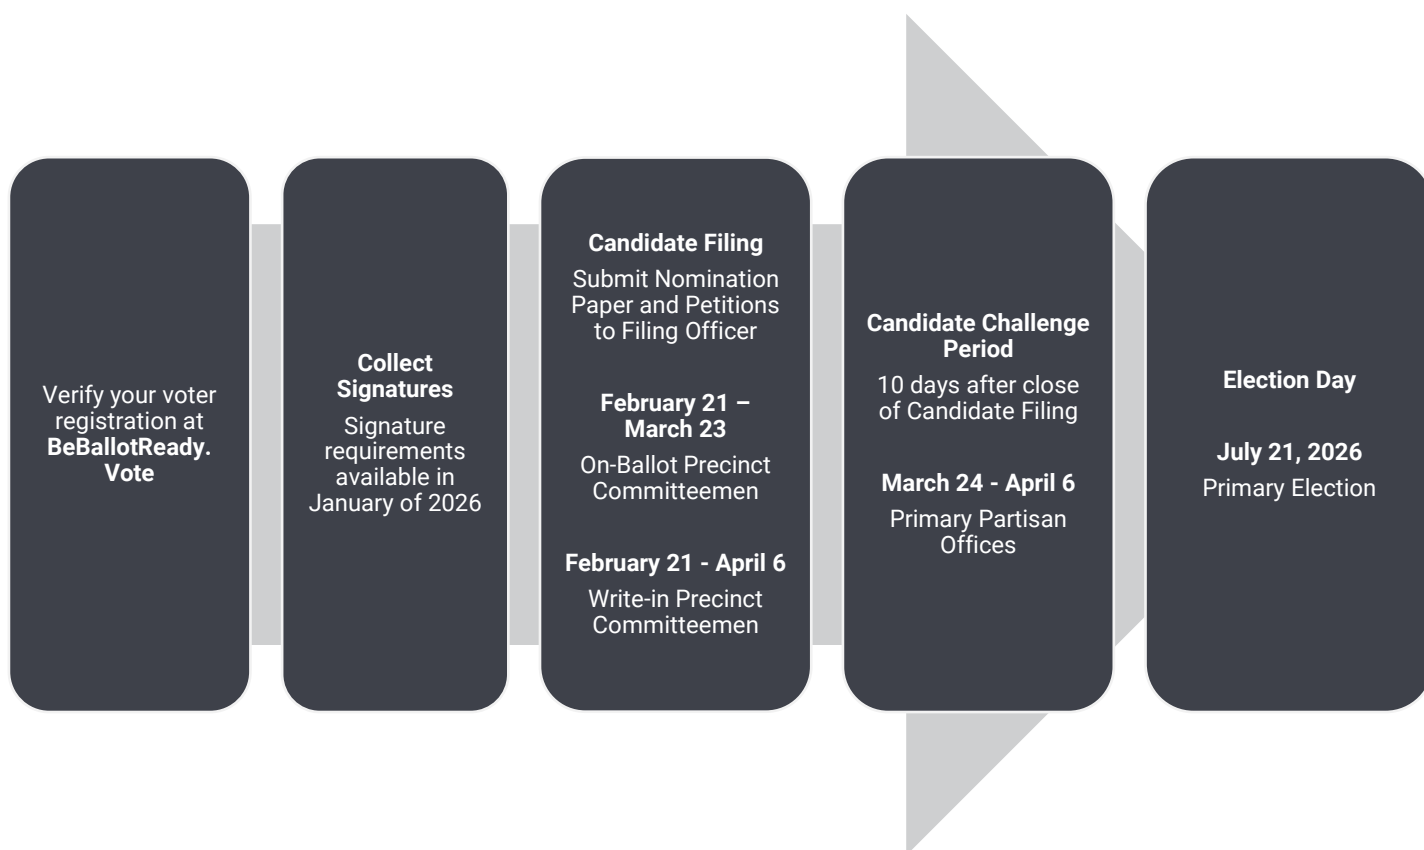 Verify your voter
registration at
BeBallotReady.
Vote
Collect
Signatures
Signature
requirements
available in
January of 2026
Candidate Filing
Submit Nomination
Paper and Petitions
to Filing Officer
February 21 –
March 23
On-Ballot Precinct
Committeemen
February 21 - April 6
Write-in Precinct
Committeemen
Candidate Challenge
Period
10 days after close
of Candidate Filing
March 24 - April 6
Primary Partisan
Offices
Election Day
July 21, 2026
Primary Election